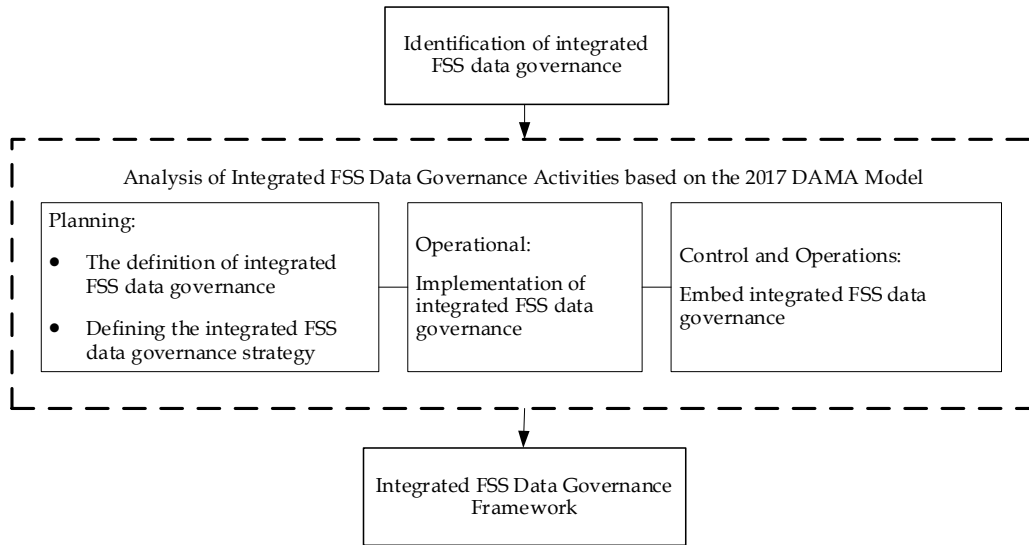 Identification of integrated
FSS data governance
Analysis of Integrated FSS Data Governance Activities based on the 2017 DAMA Model
Planning:
• The definition of integrated
FSS data governance
• Defining the integrated FSS
data governance strategy
Operational:
Implementation of
integrated FSS data
governance
Control and Operations:
Embed integrated FSS data
governance
Integrated FSS Data Governance
Framework